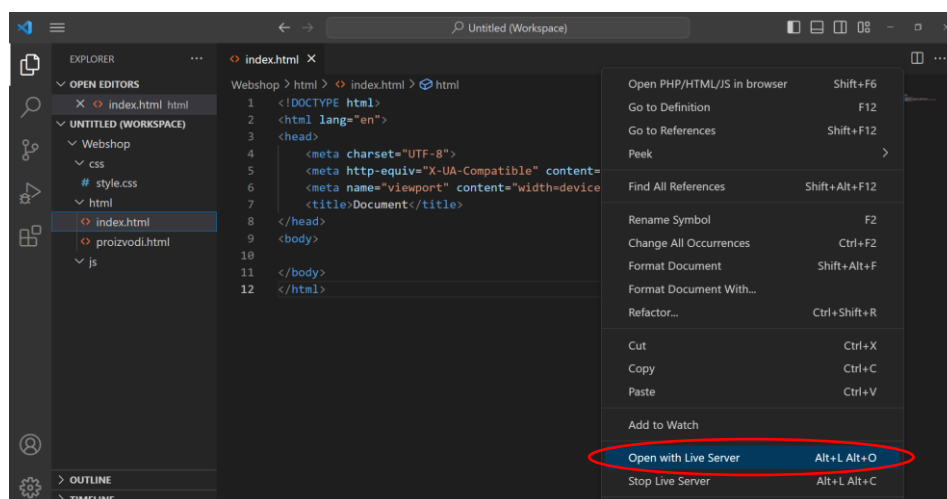 Untitled (Workspace)
EXPLORER ···
OPEN EDITORS
index.html html
UNTITLED (WORKSPACE)
Webshop
css
# style.css
html
<> index.html
<> proizvodi.html
js
OUTLINE
TIMELINE
<> index.html
Webshop > html > <> index.html > html
1 <!DOCTYPE html>
2 <html lang="en">
3 <head>
4 <meta charset="UTF-8">
5 <meta http-equiv="X-UA-Compatible" content=
6 <meta name="viewport" content="width=device
7 <title>Document</title>
8 </head>
9 <body>
10
11 </body>
12 </html>
Open PHP/HTML/JS in browser Shift+F6
Go to Definition F12
Go to References Shift+F12
Peek >
Find All References Shift+Alt+F12
Rename Symbol F2
Change All Occurrences Ctrl+F2
Format Document Shift+Alt+F
Format Document With...
Refactor... Ctrl+Shift+R
Cut Ctrl+X
Copy Ctrl+C
Paste Ctrl+V
Add to Watch
Open with Live Server Alt+L Alt+O
Stop Live Server Alt+L Alt+C